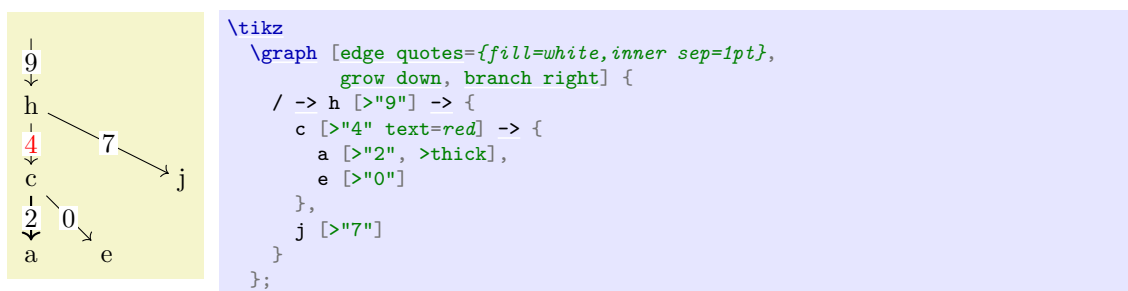 9
h
4
7
c
j
2
0
a
e
\tikz
  \graph [edge quotes={fill=white,inner sep=1pt},
          grow down, branch right] {
    / -> h [>"9"] -> {
      c [>"4" text=red] -> {
        a [>"2", >thick],
        e [>"0"]
      },
      j [>"7"]
    }
  };